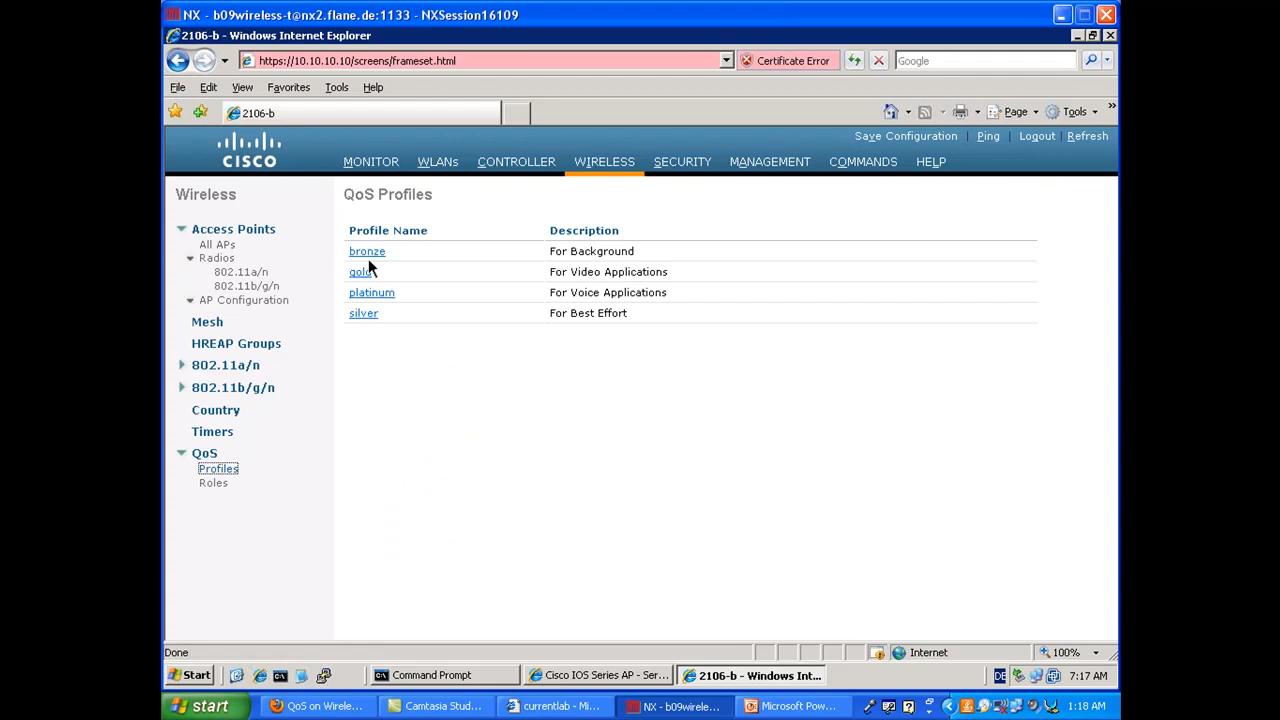 NX - b09wireless-t@nx2.flane.de:1133 - NXSession16109
2106-b - Windows Internet Explorer
https://10.10.10.10/screens/frameset.html
Certificate Error
Google
File Edit View Favorites Tools Help
2106-b
Page Tools
CISCO
Save Configuration Ping Logout Refresh
MONITOR WLANs CONTROLLER WIRELESS SECURITY MANAGEMENT COMMANDS HELP
Wireless
Access Points
All APs
Radios
802.11a/n
802.11b/g/n
AP Configuration
Mesh
HREAP Groups
802.11a/n
802.11b/g/n
Country
Timers
QoS
Profiles
Roles
QoS Profiles
Profile Name Description
bronze For Background
gold For Video Applications
platinum For Voice Applications
silver For Best Effort
Done
Internet
100%
Start
Command Prompt
Cisco IOS Series AP - Ser...
2106-b - Windows Int...
DE
7:17 AM
start
QoS on Wirele...
Camtasia Stud...
currentlab - Mi...
NX - b09wirele...
Microsoft Pow...
1:18 AM